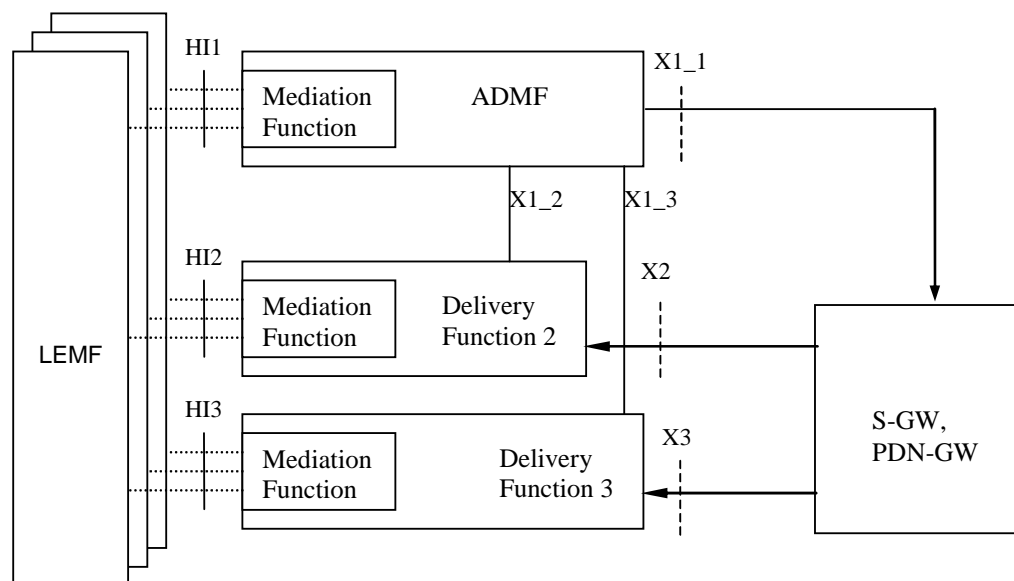 HI1
X1_1
Mediation
Function
ADMF
X1_2
X1_3
HI2
X2
Mediation
Function
Delivery
Function 2
LEMF
HI3
X3
Mediation
Function
Delivery
Function 3
S-GW,
PDN-GW